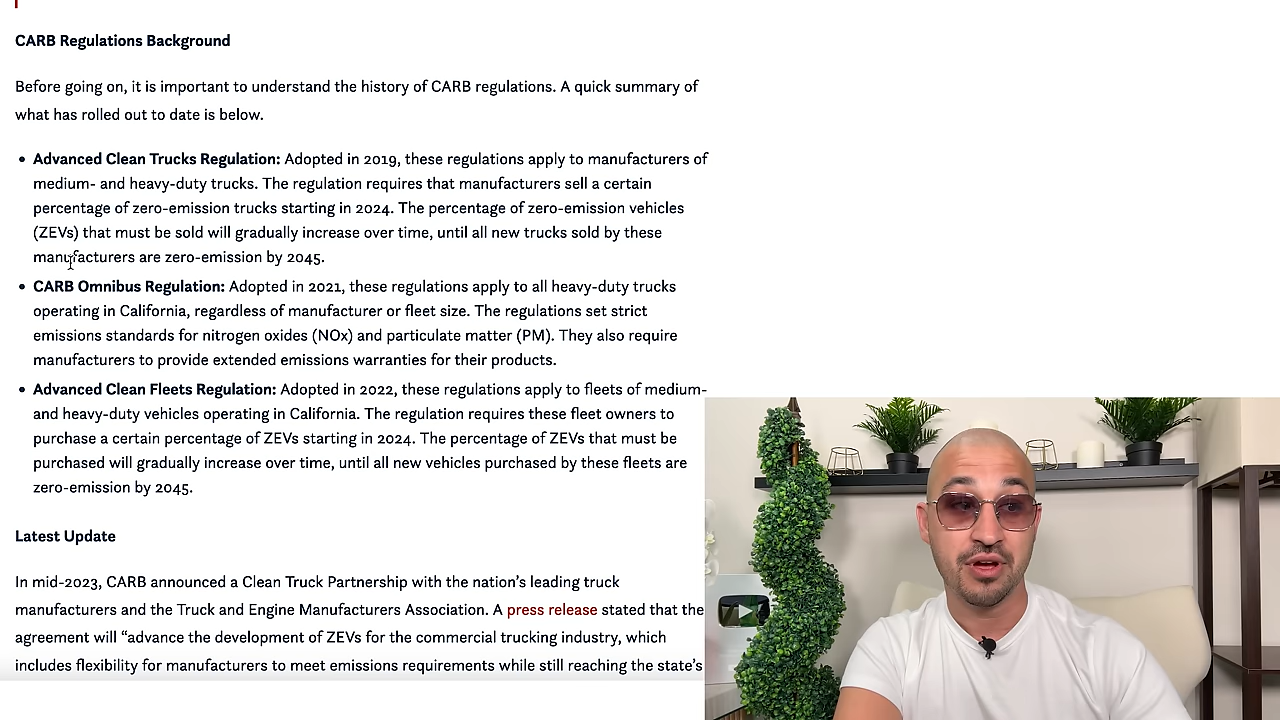 CARB Regulations Background
Before going on, it is important to understand the history of CARB regulations. A quick summary of
what has rolled out to date is below.
• Advanced Clean Trucks Regulation: Adopted in 2019, these regulations apply to manufacturers of
medium- and heavy-duty trucks. The regulation requires that manufacturers sell a certain
percentage of zero-emission trucks starting in 2024. The percentage of zero-emission vehicles
(ZEVs) that must be sold will gradually increase over time, until all new trucks sold by these
manufacturers are zero-emission by 2045.
• CARB Omnibus Regulation: Adopted in 2021, these regulations apply to all heavy-duty trucks
operating in California, regardless of manufacturer or fleet size. The regulations set strict
emissions standards for nitrogen oxides (NOx) and particulate matter (PM). They also require
manufacturers to provide extended emissions warranties for their products.
• Advanced Clean Fleets Regulation: Adopted in 2022, these regulations apply to fleets of medium-
and heavy-duty vehicles operating in California. The regulation requires these fleet owners to
purchase a certain percentage of ZEVs starting in 2024. The percentage of ZEVs that must be
purchased will gradually increase over time, until all new vehicles purchased by these fleets are
zero-emission by 2045.
Latest Update
In mid-2023, CARB announced a Clean Truck Partnership with the nation’s leading truck
manufacturers and the Truck and Engine Manufacturers Association. A press release stated that the
agreement will “advance the development of ZEVs for the commercial trucking industry, which
includes flexibility for manufacturers to meet emissions requirements while still reaching the state’s